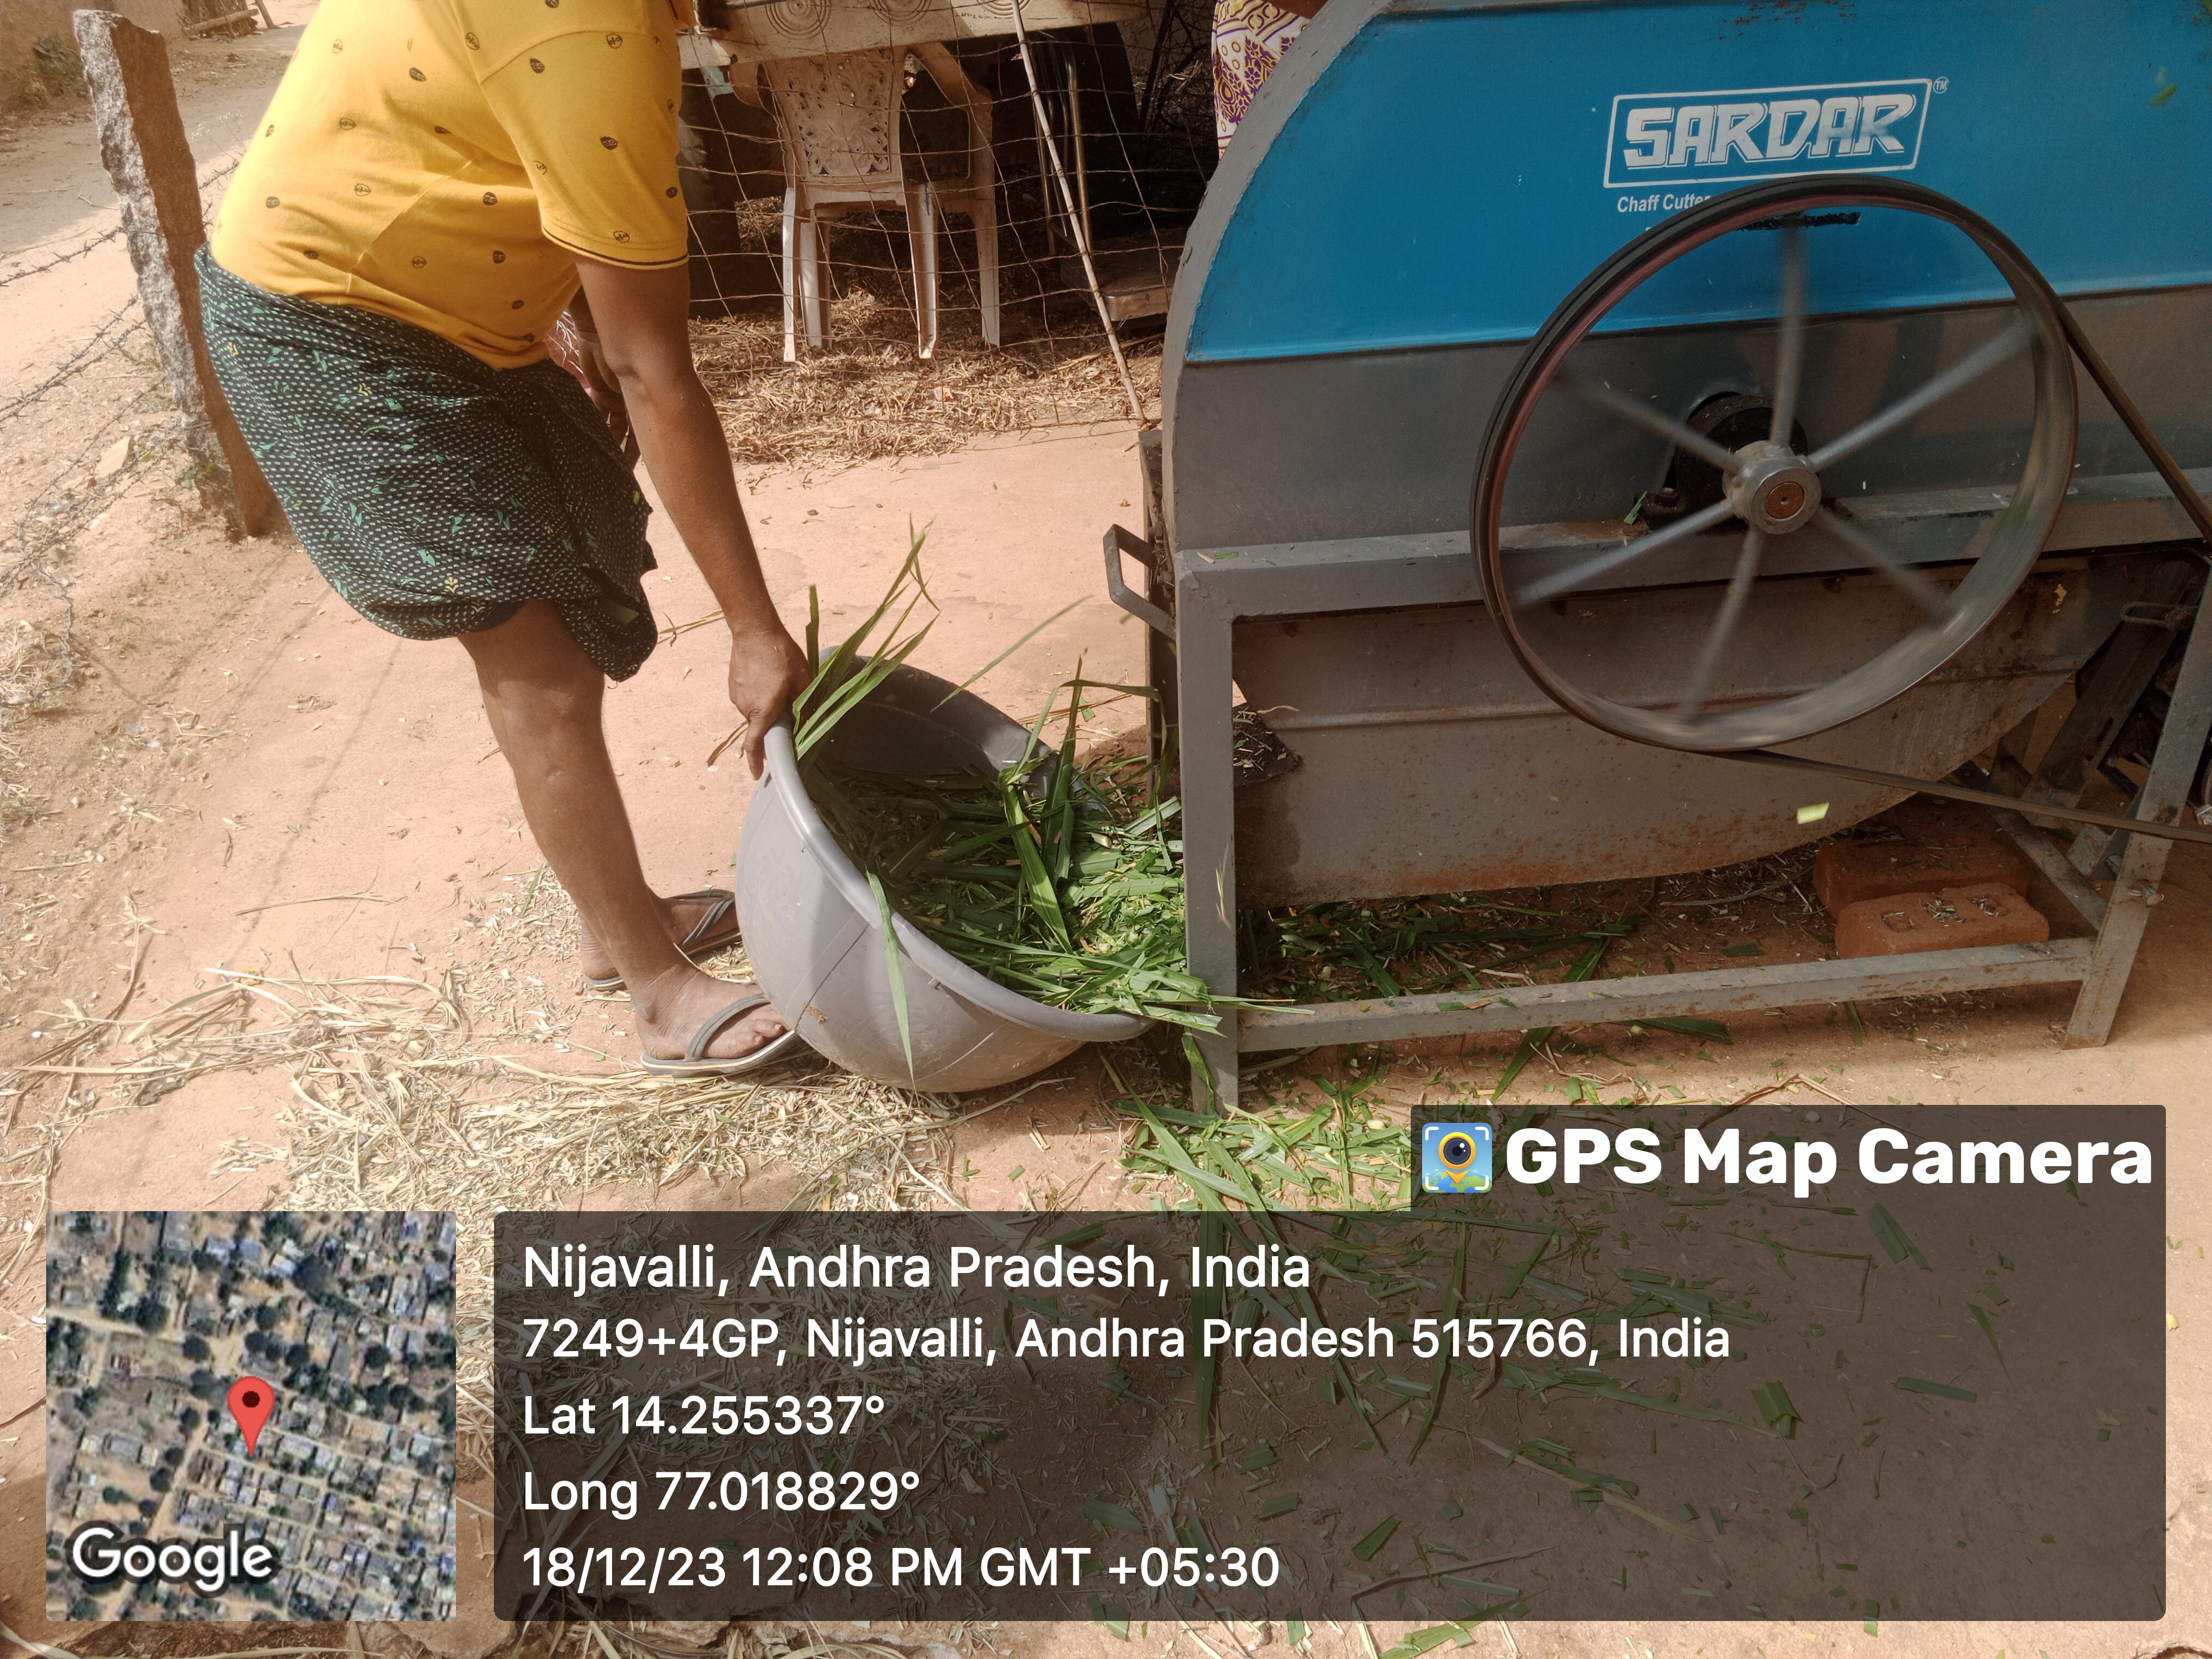 SARDAR
TM
Chaff Cutter
GPS Map Camera
Nijavalli, Andhra Pradesh, India
7249+4GP, Nijavalli, Andhra Pradesh 515766, India
Lat 14.255337°
Long 77.018829°
18/12/23 12:08 PM GMT +05:30
Google